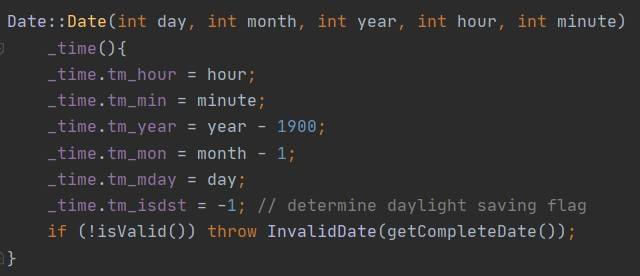 Date::Date(int day, int month, int year, int hour, int minute)
    _time(){
    _time.tm_hour = hour;
    _time.tm_min = minute;
    _time.tm_year = year - 1900;
    _time.tm_mon = month - 1;
    _time.tm_mday = day;
    _time.tm_isdst = -1; // determine daylight saving flag
    if (!isValid()) throw InvalidDate(getCompleteDate());
}